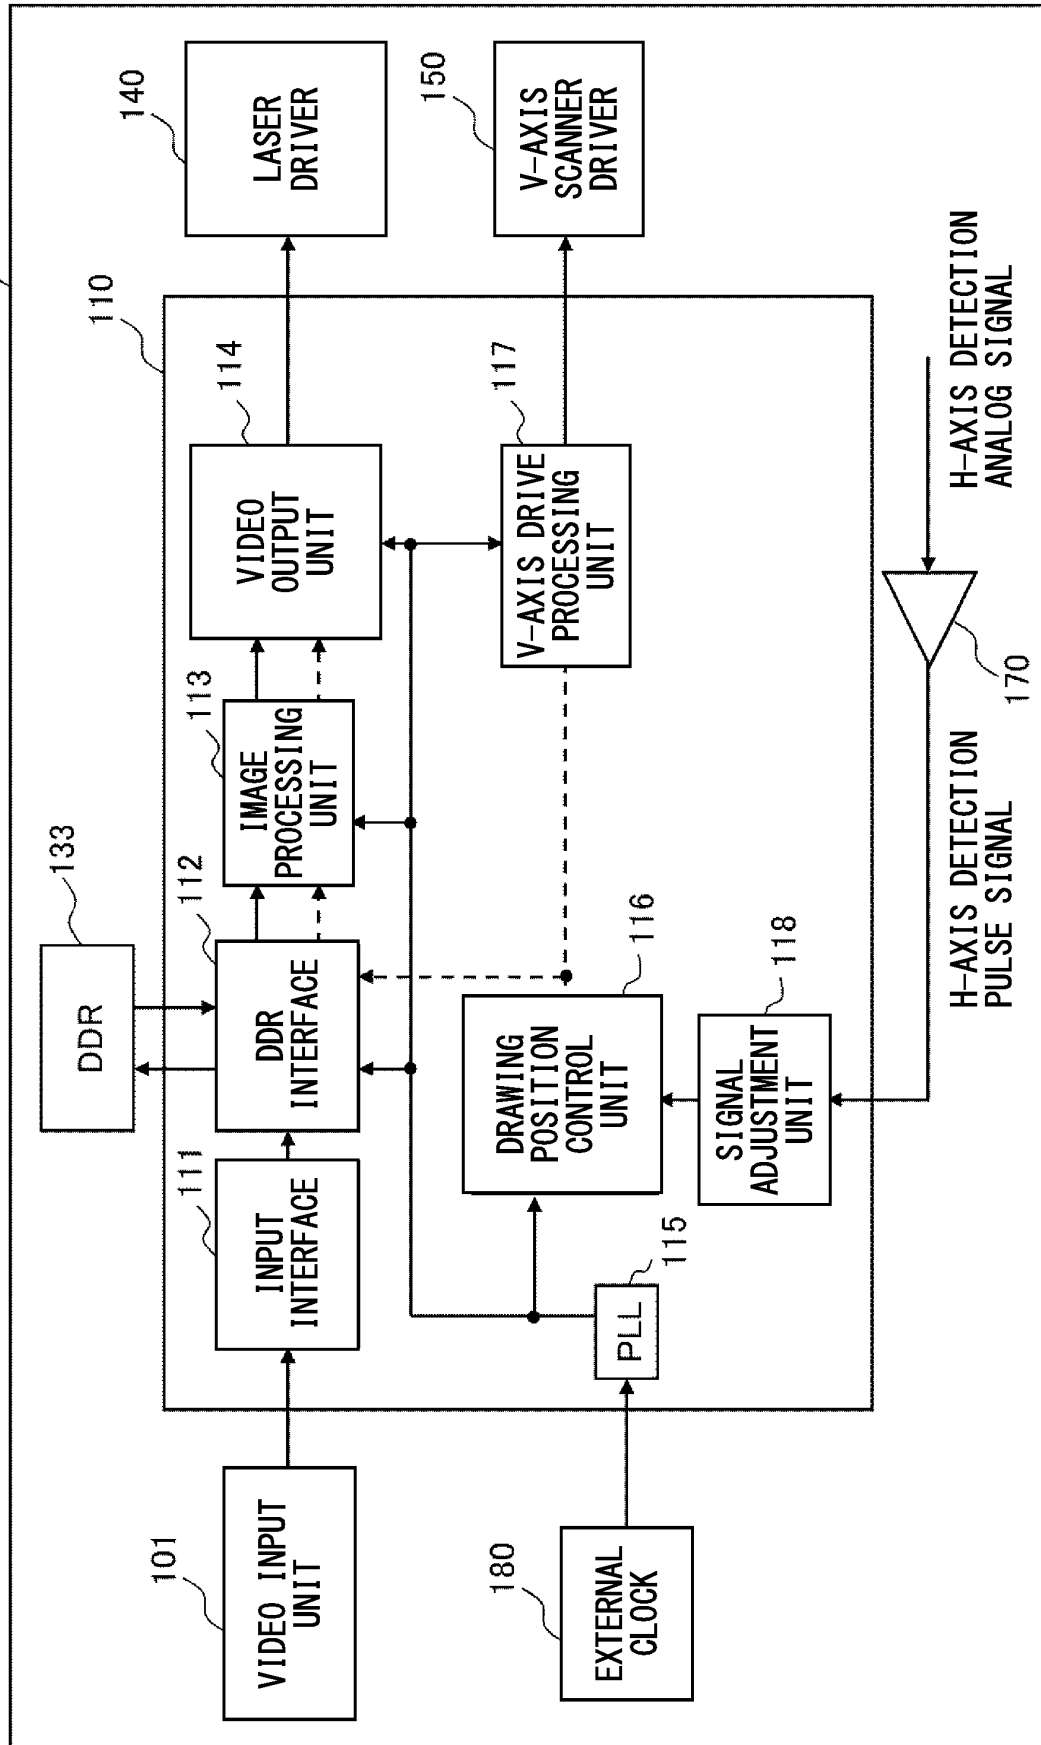 133
DDR
101
VIDEO INPUT
UNIT
111
INPUT
INTERFACE
112
DDR
INTERFACE
113
IMAGE
PROCESSING
UNIT
114
VIDEO
OUTPUT
UNIT
110
140
LASER
DRIVER
180
EXTERNAL
CLOCK
115
PLL
116
DRAWING
POSITION
CONTROL
UNIT
118
SIGNAL
ADJUSTMENT
UNIT
117
V-AXIS DRIVE
PROCESSING
UNIT
150
V-AXIS
SCANNER
DRIVER
H-AXIS DETECTION
PULSE SIGNAL
170
H-AXIS DETECTION
ANALOG SIGNAL